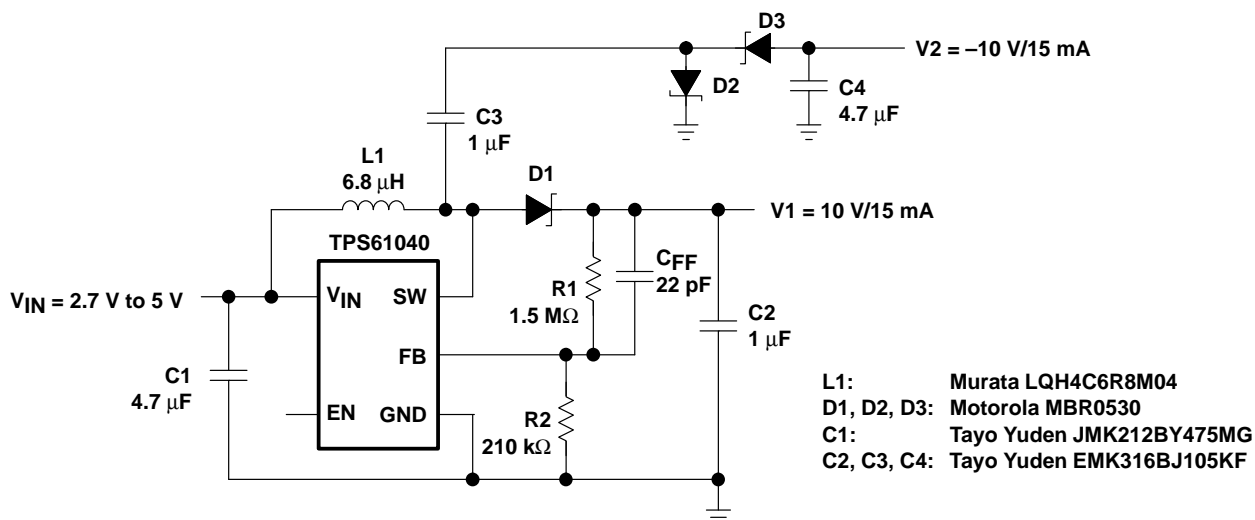 D3
V2 = –10 V/15 mA
D2
C4
4.7 μF
C3
1 μF
L1
6.8 μH
D1
V1 = 10 V/15 mA
TPS61040
VIN = 2.7 V to 5 V
VIN
SW
R1
1.5 MΩ
CFF
22 pF
C2
1 μF
FB
C1
4.7 μF
EN
GND
R2
210 kΩ
L1: Murata LQH4C6R8M04
D1, D2, D3: Motorola MBR0530
C1: Tayo Yuden JMK212BY475MG
C2, C3, C4: Tayo Yuden EMK316BJ105KF